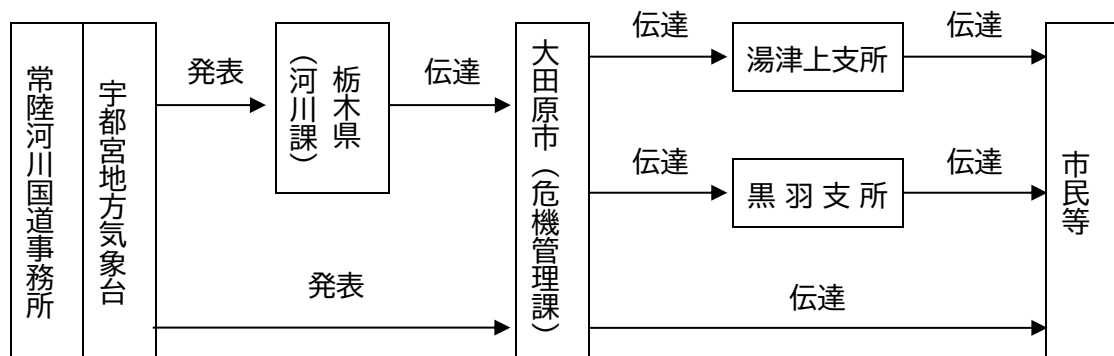 常陸河川国道事務所
宇都宮地方気象台
発表
栃木県
（河川課）
伝達
発表
大田原市（危機管理課）
伝達
湯津上支所
伝達
伝達
黒羽支所
伝達
伝達
市民等